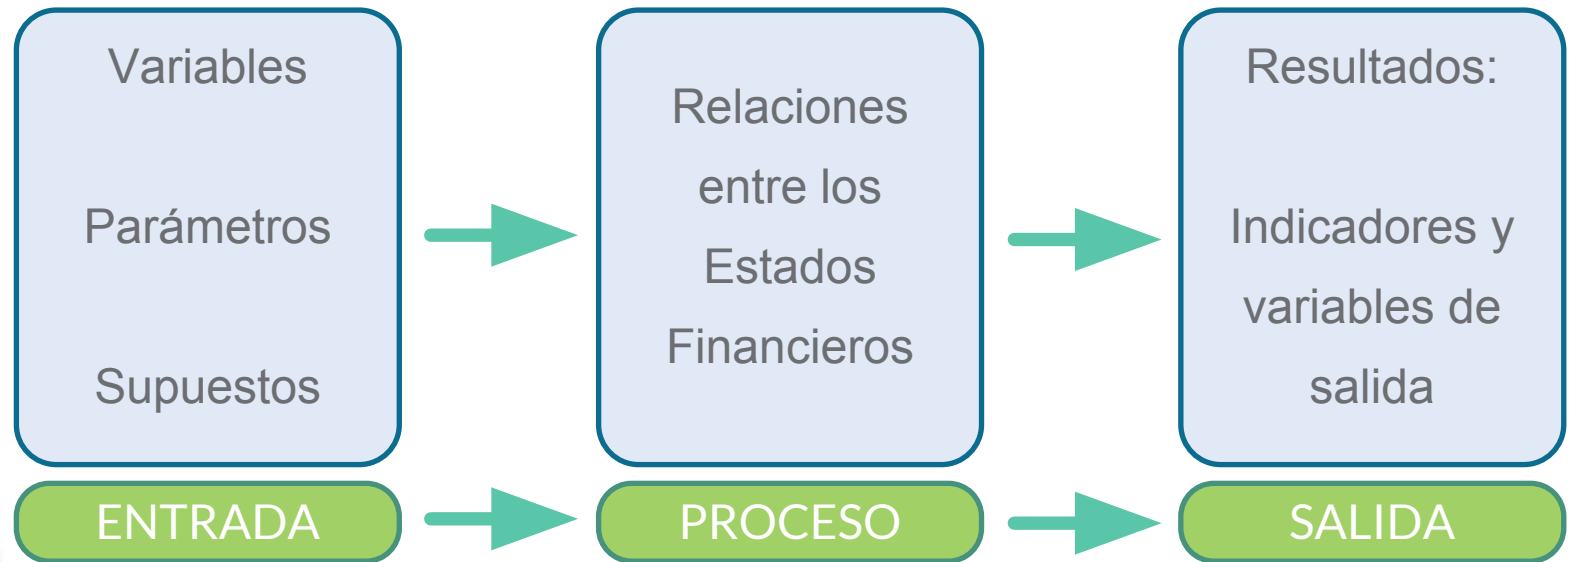 Variables
Parámetros
Supuestos
ENTRADA
Relaciones
entre los
Estados
Financieros
PROCESO
Resultados:
Indicadores y
variables de
salida
SALIDA